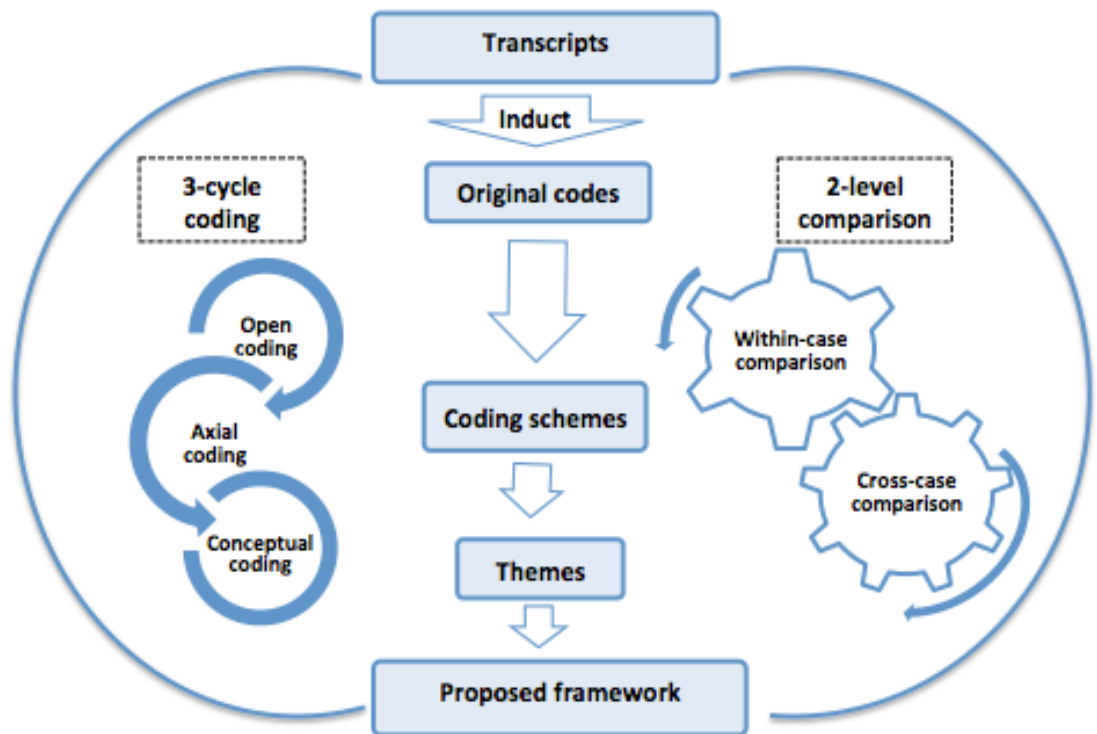 Transcripts
Induct
Original codes
3-cycle
coding
2-level
comparison
Open
coding
Axial
coding
Conceptual
coding
Within-case
comparison
Cross-case
comparison
Coding schemes
Themes
Proposed framework